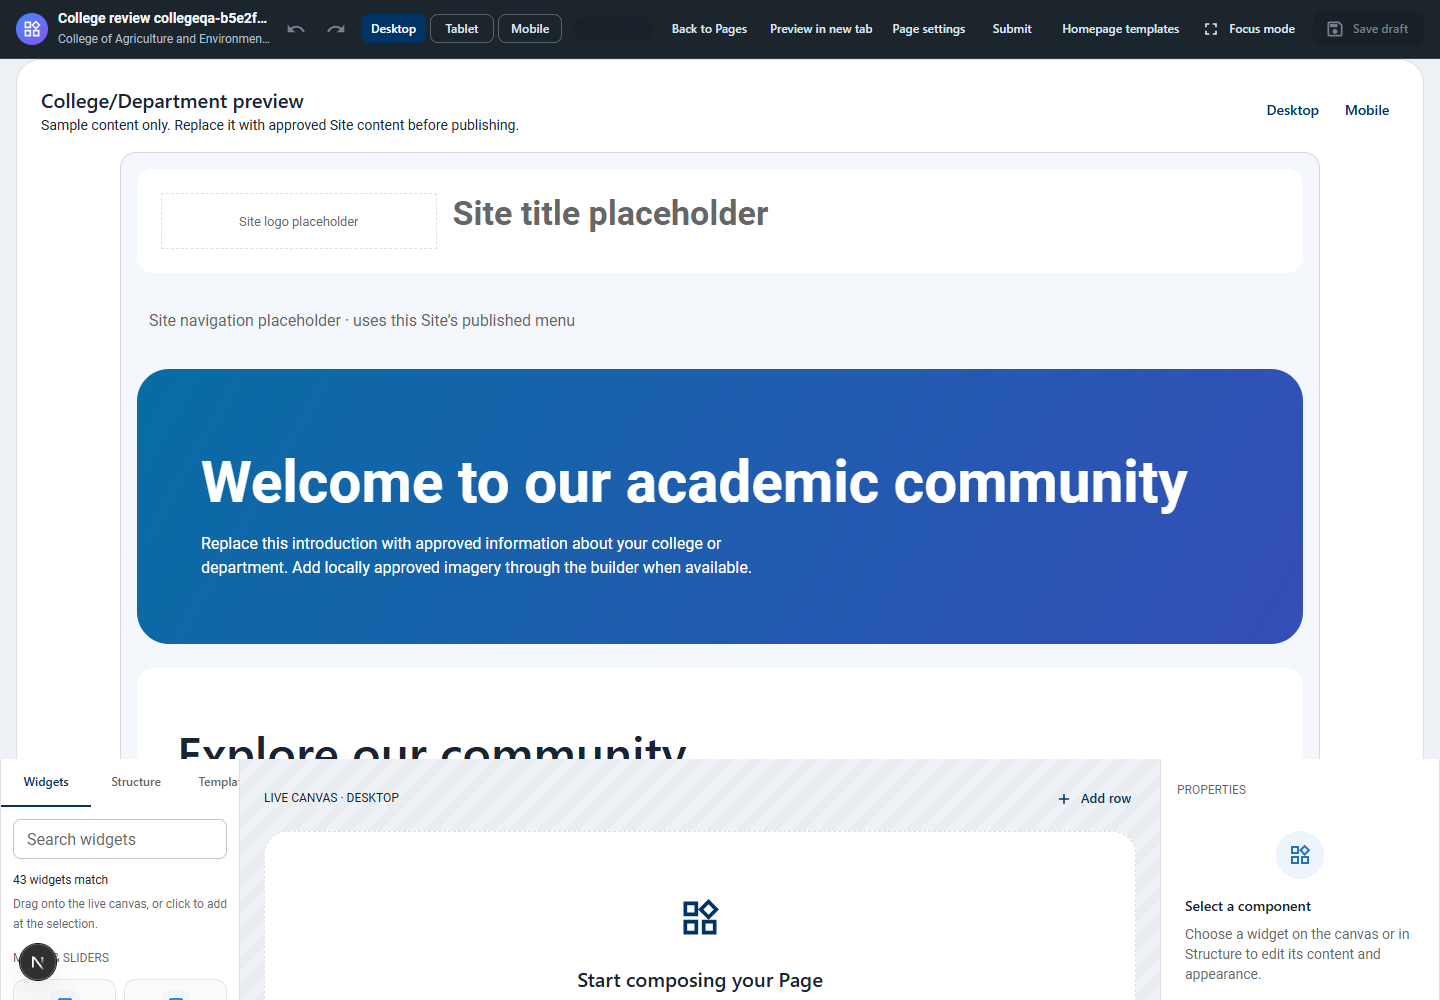 College review collegeqa-b5e2f...
College of Agriculture and Environmen...
Desktop
Tablet
Mobile
Back to Pages
Preview in new tab
Page settings
Submit
Homepage templates
Focus mode
Save draft
College/Department preview
Sample content only. Replace it with approved Site content before publishing.
Desktop
Mobile
Site logo placeholder
Site title placeholder
Site navigation placeholder · uses this Site’s published menu
Welcome to our academic community
Replace this introduction with approved information about your college or
department. Add locally approved imagery through the builder when available.
Explore our community
Widgets
Structure
Templa
Search widgets
43 widgets match
Drag onto the live canvas, or click to add
at the selection.
& SLIDERS
N
LIVE CANVAS · DESKTOP
Add row
Start composing your Page
PROPERTIES
Select a component
Choose a widget on the canvas or in
Structure to edit its content and
appearance.